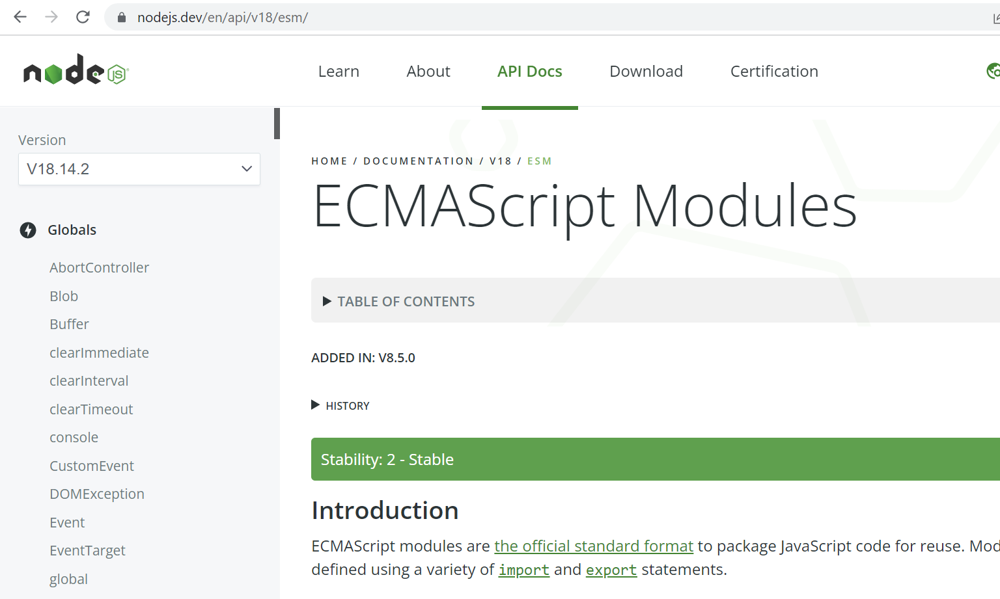 nodejs.dev/en/api/v18/esm/
node JS
Learn
About
API Docs
Download
Certification
Version
V18.14.2
Globals
AbortController
Blob
Buffer
clearImmediate
clearInterval
clearTimeout
console
CustomEvent
DOMException
Event
EventTarget
global
HOME / DOCUMENTATION / V18 / ESM
ECMAScript Modules
TABLE OF CONTENTS
ADDED IN: V8.5.0
HISTORY
Stability: 2 - Stable
Introduction
ECMAScript modules are the official standard format to package JavaScript code for reuse. Mod
defined using a variety of import and export statements.